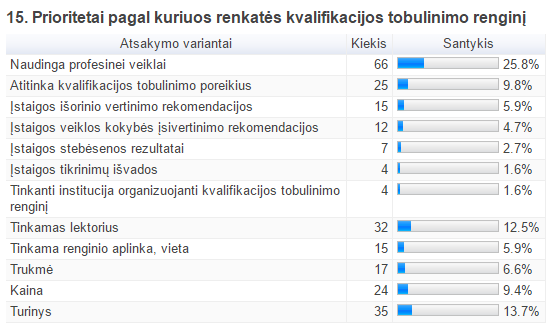 15. Prioritetai pagal kuriuos renkatės kvalifikacijos tobulinimo renginį
Atsakymo variantai Kiekis Santykis
Naudinga profesinei veiklai 66 25.8%
Atitinka kvalifikacijos tobulinimo poreikius 25 9.8%
Įstaigos išorinio vertinimo rekomendacijos 15 5.9%
Įstaigos veiklos kokybės įsivertinimo rekomendacijos 12 4.7%
Įstaigos stebėsenos rezultatai 7 2.7%
Įstaigos tikrinimų išvados 4 1.6%
Tinkanti institucija organizuojanti kvalifikacijos tobulinimo 4 1.6%
renginį
Tinkamas lektorius 32 12.5%
Tinkama renginio aplinka, vieta 15 5.9%
Trukmė 17 6.6%
Kaina 24 9.4%
Turinys 35 13.7%